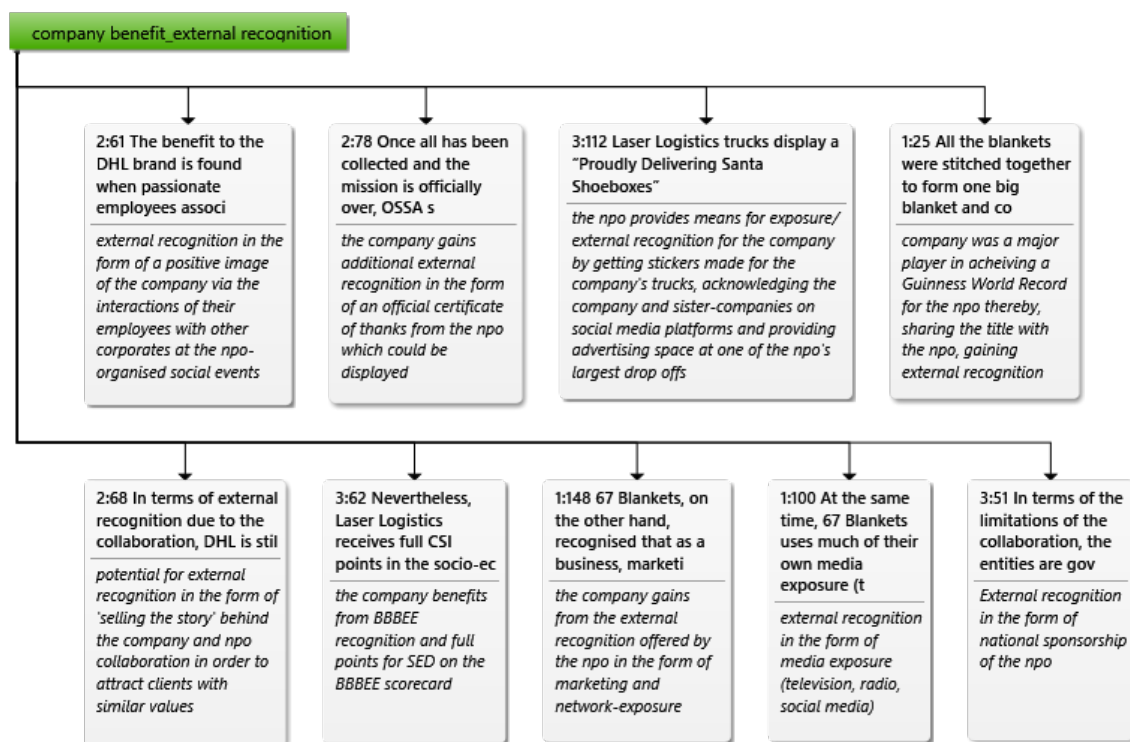 company benefit_external recognition
2:61 The benefit to the
DHL brand is found
when passionate
employees associ
external recognition in the
form of a positive image
of the company via the
interactions of their
employees with other
corporates at the npo-
organised social events
2:78 Once all has been
collected and the
mission is officially
over, OSSA s
the company gains
additional external
recognition in the form
of an official certificate
of thanks from the npo
which could be
displayed
3:112 Laser Logistics trucks display a
“Proudly Delivering Santa
Shoeboxes”
the npo provides means for exposure/
external recognition for the company
by getting stickers made for the
company's trucks, acknowledging the
company and sister-companies on
social media platforms and providing
advertising space at one of the npo's
largest drop offs
1:25 All the blankets
were stitched together
to form one big
blanket and co
company was a major
player in acheiving a
Guinness World Record
for the npo thereby,
sharing the title with
the npo, gaining
external recognition
2:68 In terms of external
recognition due to the
collaboration, DHL is stil
potential for external
recognition in the form of
'selling the story' behind
the company and npo
collaboration in order to
attract clients with
similar values
3:62 Nevertheless,
Laser Logistics
receives full CSI
points in the socio-ec
the company benefits
from BBBEE
recognition and full
points for SED on the
BBBEE scorecard
1:148 67 Blankets, on
the other hand,
recognised that as a
business, marketi
the company gains
from the external
recognition offered by
the npo in the form of
marketing and
network-exposure
1:100 At the same
time, 67 Blankets
uses much of their
own media
exposure (t
external recognition
in the form of
media exposure
(television, radio,
social media)
3:51 In terms of the
limitations of the
collaboration, the
entities are gov
External recognition
in the form of
national sponsorship
of the npo